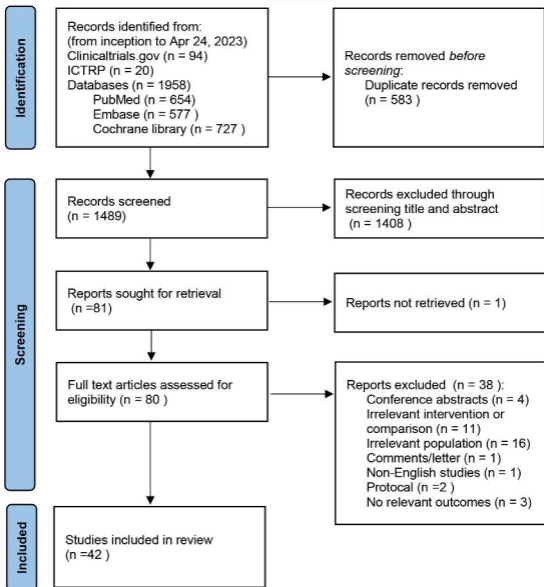 Identification
Records identified from:
(from inception to Apr 24, 2023)
Clinicaltrials.gov (n = 94)
ICTRP (n = 20)
Databases (n = 1958)
PubMed (n = 654)
Embase (n = 577 )
Cochrane library (n = 727 )
Records removed before
screening:
Duplicate records removed
(n = 583 )
Screening
Records screened
(n = 1489)
Records excluded through
screening title and abstract
(n = 1408 )
Reports sought for retrieval
(n =81)
Reports not retrieved (n = 1)
Full text articles assessed for
eligibility (n = 80 )
Reports excluded (n = 38 ):
Conference abstracts (n = 4)
Irrelevant intervention or
comparison (n = 11)
Irrelevant population (n = 16)
Comments/letter (n = 1)
Non-English studies (n = 1)
Protocal (n =2 )
No relevant outcomes (n = 3)
Included
Studies included in review
(n =42 )